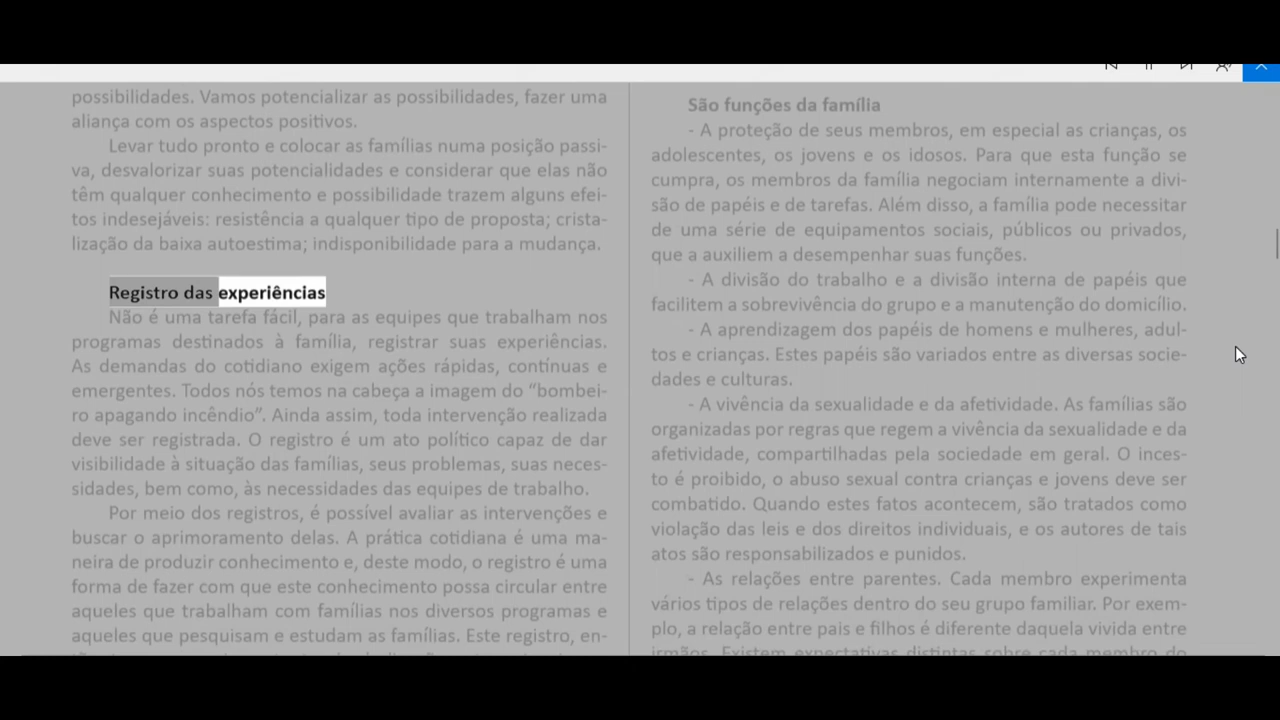 possibilidades. Vamos potencializar as possibilidades, fazer uma
aliança com os aspectos positivos.
Levar tudo pronto e colocar as famílias numa posição passi-
va, desvalorizar suas potencialidades e considerar que elas não
têm qualquer conhecimento e possibilidade trazem alguns efei-
tos indesejáveis: resistência a qualquer tipo de proposta; crista-
lização da baixa autoestima; indisponibilidade para a mudança.
Registro das experiências
Não é uma tarefa fácil, para as equipes que trabalham nos
programas destinados à família, registrar suas experiências.
As demandas do cotidiano exigem ações rápidas, contínuas e
emergentes. Todos nós temos na cabeça a imagem do “bombei-
ro apagando incêndio”. Ainda assim, toda intervenção realizada
deve ser registrada. O registro é um ato político capaz de dar
visibilidade à situação das famílias, seus problemas, suas neces-
sidades, bem como, às necessidades das equipes de trabalho.
Por meio dos registros, é possível avaliar as intervenções e
buscar o aprimoramento delas. A prática cotidiana é uma ma-
neira de produzir conhecimento e, deste modo, o registro é uma
forma de fazer com que este conhecimento possa circular entre
aqueles que trabalham com famílias nos diversos programas e
aqueles que pesquisam e estudam as famílias. Este registro, en-
São funções da família
- A proteção de seus membros, em especial as crianças, os
adolescentes, os jovens e os idosos. Para que esta função se
cumpra, os membros da família negociam internamente a divi-
são de papéis e de tarefas. Além disso, a família pode necessitar
de uma série de equipamentos sociais, públicos ou privados,
que a auxiliem a desempenhar suas funções.
- A divisão do trabalho e a divisão interna de papéis que
facilitem a sobrevivência do grupo e a manutenção do domicílio.
- A aprendizagem dos papéis de homens e mulheres, adul-
tos e crianças. Estes papéis são variados entre as diversas socie-
dades e culturas.
- A vivência da sexualidade e da afetividade. As famílias são
organizadas por regras que regem a vivência da sexualidade e da
afetividade, compartilhadas pela sociedade em geral. O inces-
to é proibido, o abuso sexual contra crianças e jovens deve ser
combatido. Quando estes fatos acontecem, são tratados como
violação das leis e dos direitos individuais, e os autores de tais
atos são responsabilizados e punidos.
- As relações entre parentes. Cada membro experimenta
vários tipos de relações dentro do seu grupo familiar. Por exem-
plo, a relação entre pais e filhos é diferente daquela vivida entre
irmãos. Existem expectativas distintas sobre cada membro do